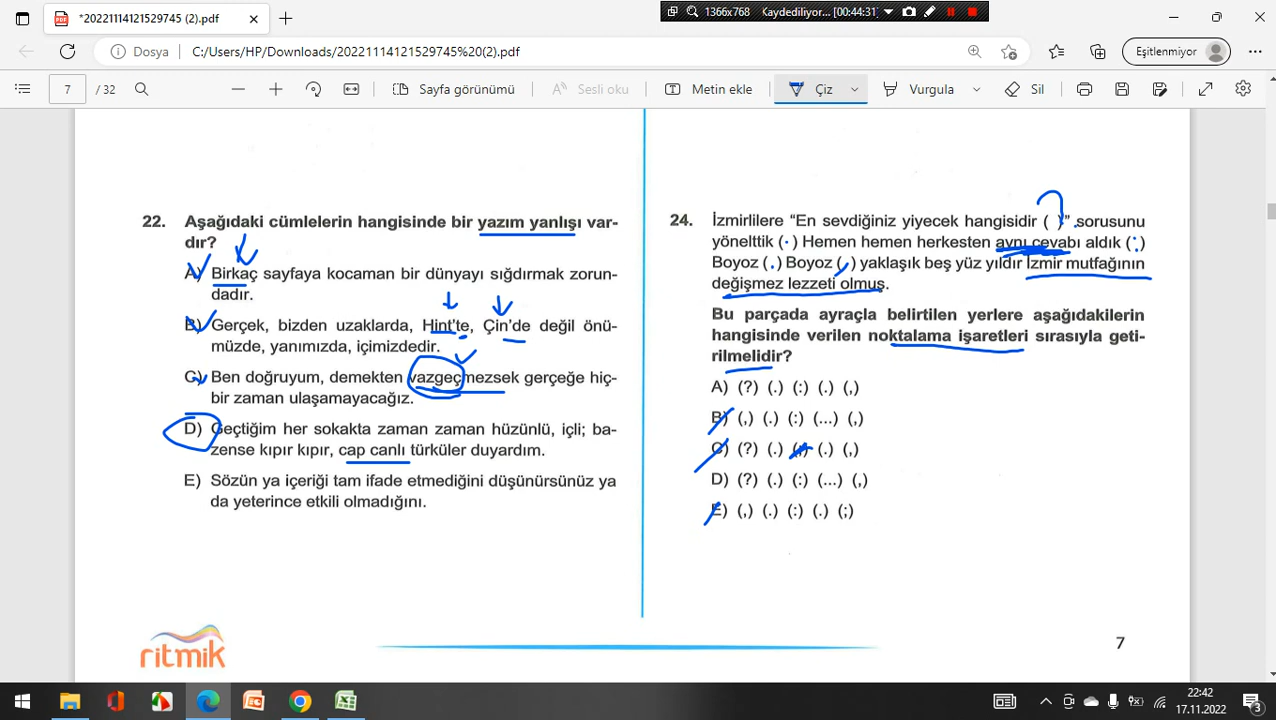 *20221114121529745 (2).pdf
1366x768 Kaydediliyor... [00:44:31]
Dosya C:/Users/HP/Downloads/20221114121529745%20(2).pdf
Eşitlenmiyor
7 / 32
Sayfa görünümü
Sesli oku
Metin ekle
Çiz
Vurgula
Sil
22. Aşağıdaki cümlelerin hangisinde bir yazım yanlışı var-
dır?
A) Birkaç sayfaya kocaman bir dünyayı sığdırmak zorun-
dadır.
B) Gerçek, bizden uzaklarda, Hint'te, Çin'de değil önü-
müzde, yanımızda, içimizdedir.
C) Ben doğruyum, demekten vazgeçmezsek gerçeğe hiç-
bir zaman ulaşamayacağız.
D) Geçtiğim her sokakta zaman zaman hüzünlü, içli; ba-
zense kıpır kıpır, cap canlı türküler duyardım.
E) Sözün ya içeriği tam ifade etmediğini düşünürsünüz ya
da yeterince etkili olmadığını.
24. İzmirlilere “En sevdiğiniz yiyecek hangisidir ( ?)” sorusunu
yönelttik (.) Hemen hemen herkesten aynı cevabı aldık (:)
Boyoz (.) Boyoz (,) yaklaşık beş yüz yıldır İzmir mutfağının
değişmez lezzeti olmuş.
Bu parçada ayraçla belirtilen yerlere aşağıdakilerin
hangisinde verilen noktalama işaretleri sırasıyla geti-
rilmelidir?
A) (?) (.) (:) (.) (,)
B) (,) (.) (:) (...) (,)
C) (?) (.) (;) (.) (,)
D) (?) (.) (:) (...) (,)
E) (,) (.) (:) (.) (;)
ritmik
7
22:42
17.11.2022
3